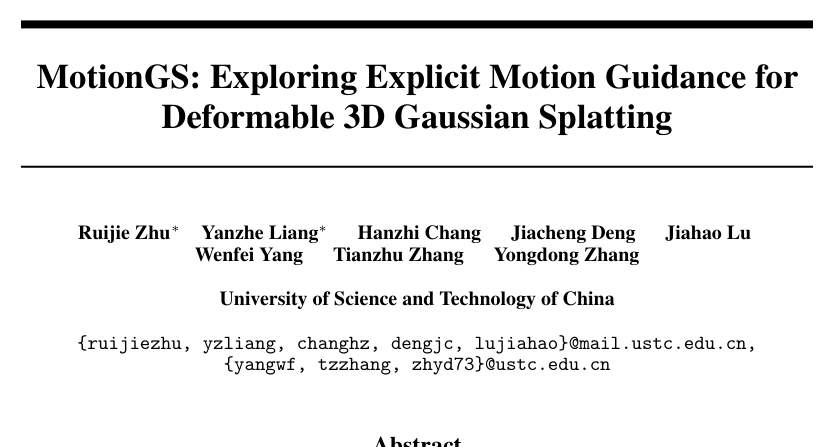 MotionGS: Exploring Explicit Motion Guidance for
Deformable 3D Gaussian Splatting
Ruijie Zhu* Yanzhe Liang* Hanzhi Chang Jiacheng Deng Jiahao Lu
Wenfei Yang Tianzhu Zhang Yongdong Zhang
University of Science and Technology of China
{ruijiezhu, yzliang, changhz, dengjc, lujiahao}@mail.ustc.edu.cn,
{yangwf, tzzhang, zhyd73}@ustc.edu.cn
Abstract